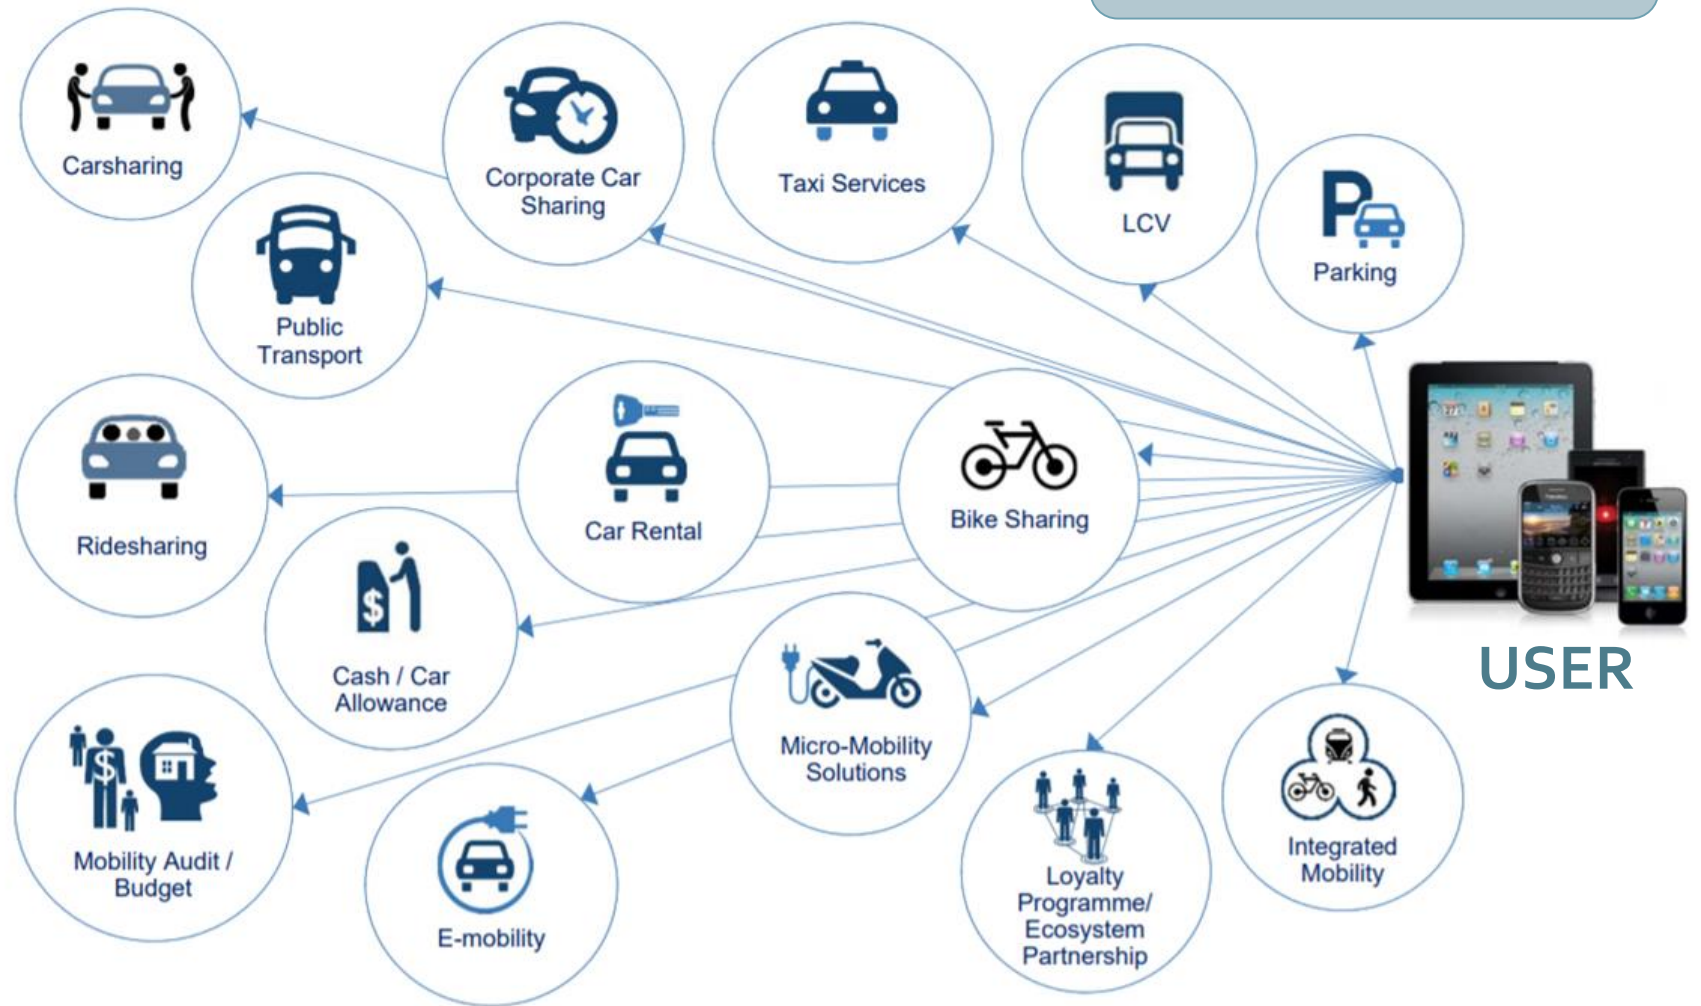 Carsharing
Corporate Car
Sharing
Taxi Services
LCV
Parking
Public
Transport
Ridesharing
Car Rental
Bike Sharing
Cash / Car
Allowance
USER
Mobility Audit /
Budget
E-mobility
Micro-Mobility
Solutions
Loyalty
Programme/
Ecosystem
Partnership
Integrated
Mobility
P
$
$